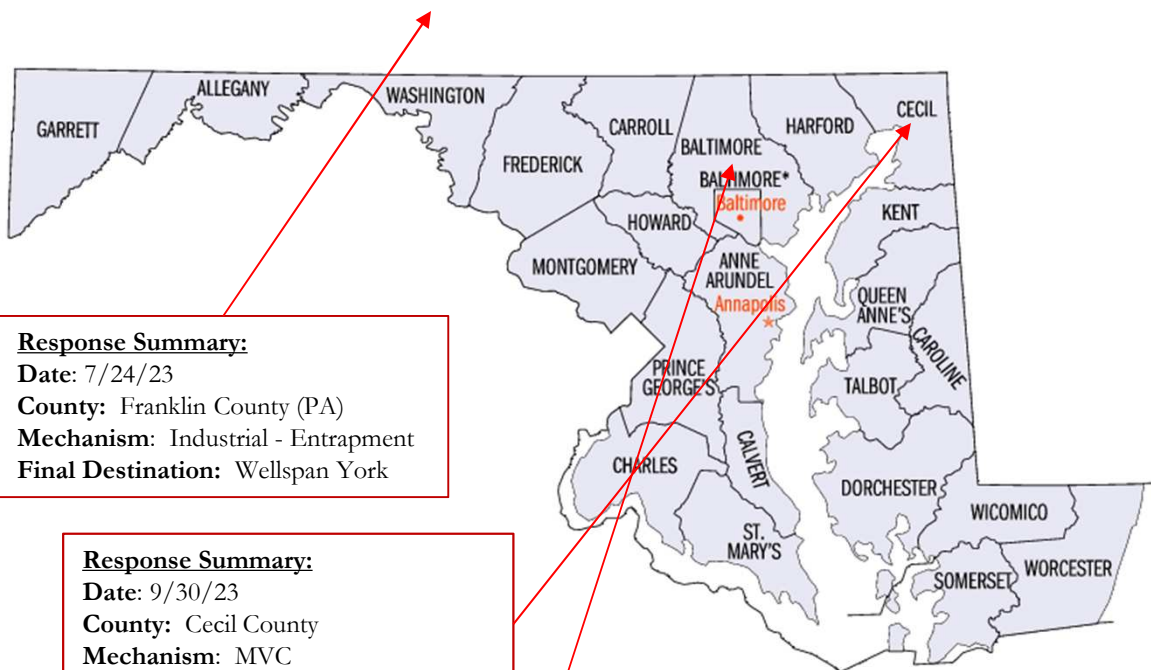 GARRETT
ALLEGANY
WASHINGTON
FREDERICK
CARROLL
BALTIMORE
HARFORD
CECIL
BALTIMORE*
Baltimore
HOWARD
KENT
MONTGOMERY
ANNE
ARUNDEL
Annapolis
*
QUEEN
ANNE'S
CAROLINE
PRINCE
GEORGE'S
TALBOT
CALVERT
CHARLES
DORCHESTER
ST.
MARY'S
WICOMICO
SOMERSET
WORCESTER
Response Summary:
Date: 7/24/23
County: Franklin County (PA)
Mechanism: Industrial - Entrapment
Final Destination: Wellspan York
Response Summary:
Date: 9/30/23
County: Cecil County
Mechanism: MVC